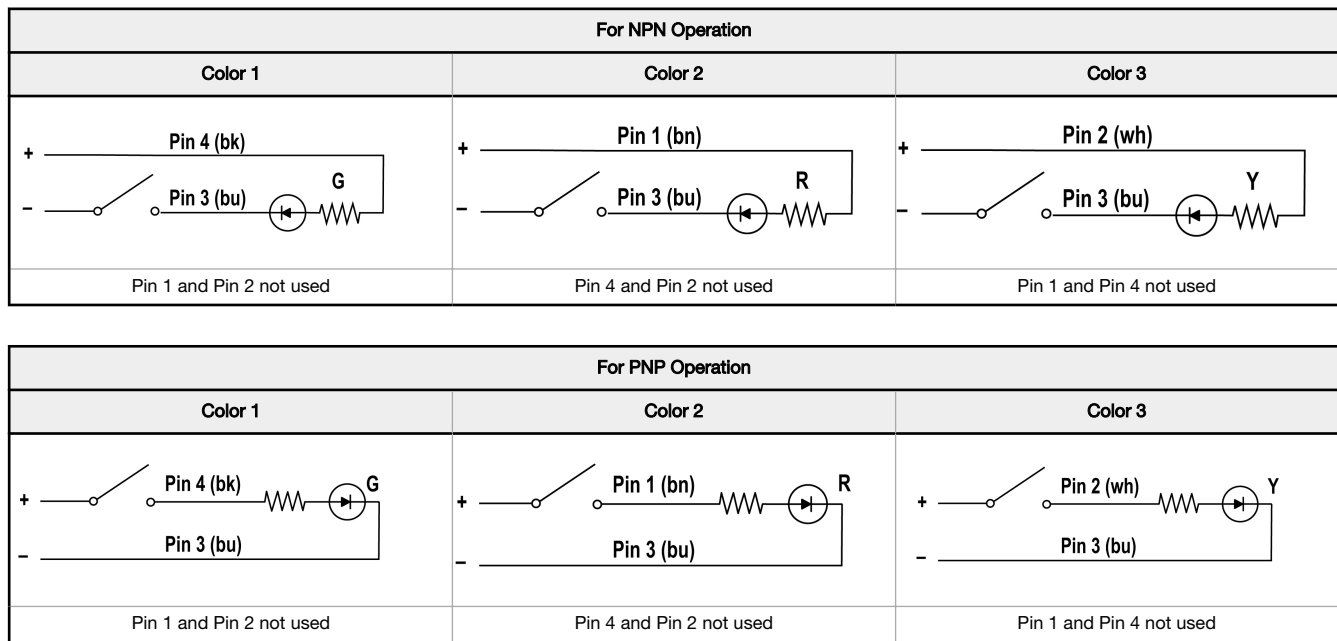 For NPN Operation
Color 1 Color 2 Color 3
+ Pin 4 (bk) + Pin 1 (bn) + Pin 2 (wh)
G R Y
– Pin 3 (bu) – Pin 3 (bu) – Pin 3 (bu)
Pin 1 and Pin 2 not used Pin 4 and Pin 2 not used Pin 1 and Pin 4 not used
For PNP Operation
Color 1 Color 2 Color 3
+ Pin 4 (bk) G + Pin 1 (bn) R + Pin 2 (wh) Y
– Pin 3 (bu) – Pin 3 (bu) – Pin 3 (bu)
Pin 1 and Pin 2 not used Pin 4 and Pin 2 not used Pin 1 and Pin 4 not used